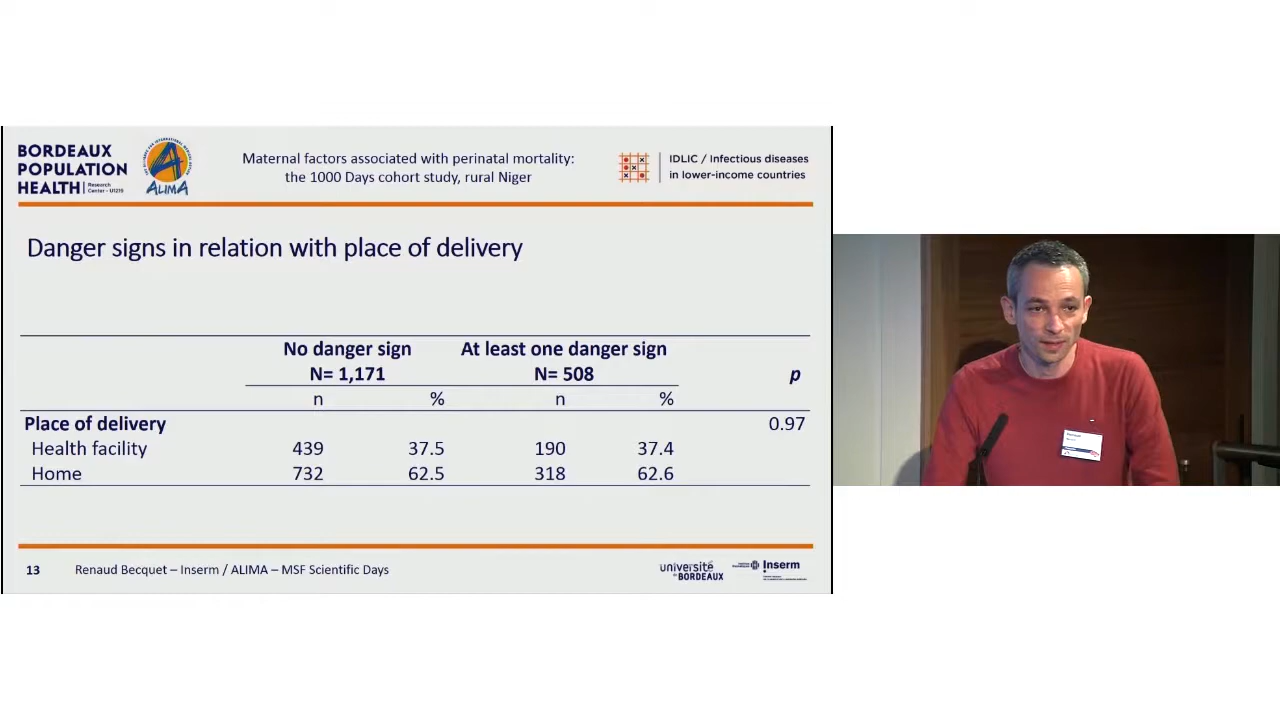 BORDEAUX
POPULATION
HEALTH
Research
Center - U1219
ALIMA
Maternal factors associated with perinatal mortality:
the 1000 Days cohort study, rural Niger
IDLIC / Infectious diseases
in lower-income countries
Danger signs in relation with place of delivery
No danger sign At least one danger sign
N= 1,171 N= 508 p
n % n %
Place of delivery 0.97
Health facility 439 37.5 190 37.4
Home 732 62.5 318 62.6
13 Renaud Becquet – Inserm / ALIMA – MSF Scientific Days
université
de BORDEAUX
Inserm